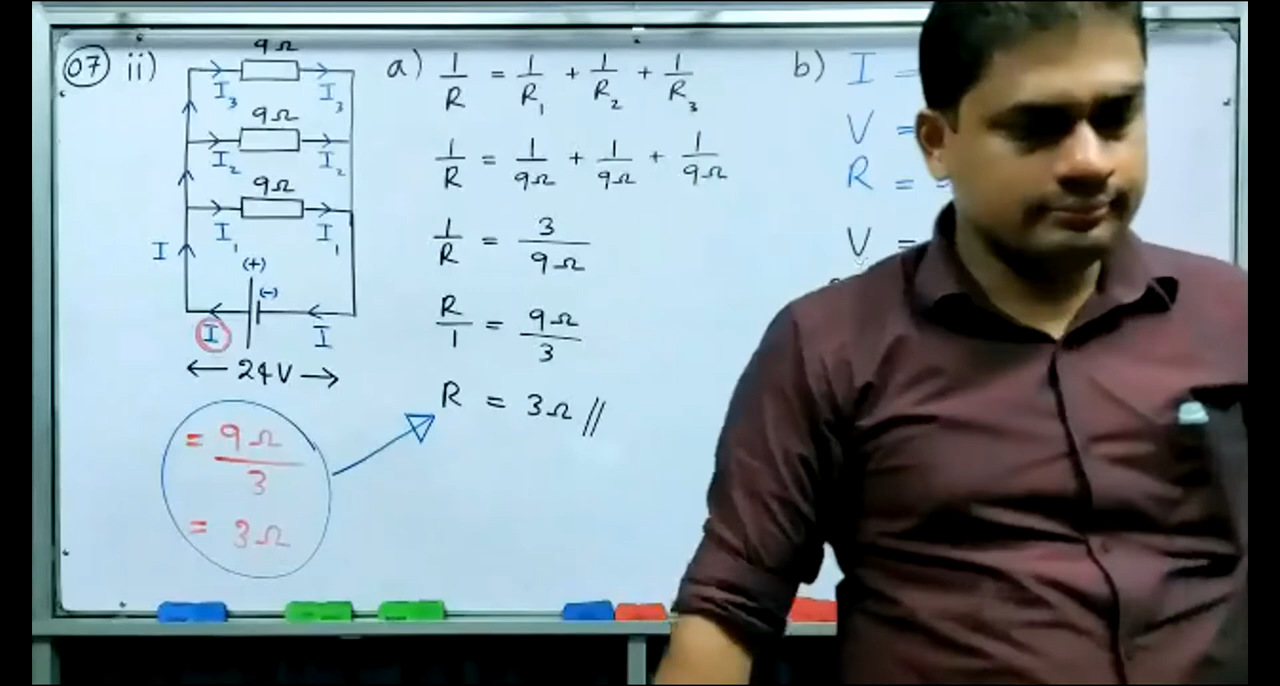 07 ii)
9Ω
I₃ I₃
9Ω
I₂ I₂
9Ω
I₁ I₁
I
(+)
(-)
I I
← 24V →
= 9Ω/3
= 3Ω
a) 1/R = 1/R₁ + 1/R₂ + 1/R₃
1/R = 1/9Ω + 1/9Ω + 1/9Ω
1/R = 3/9Ω
R/1 = 9Ω/3
R = 3Ω //
b) I =
V =
R =
V =